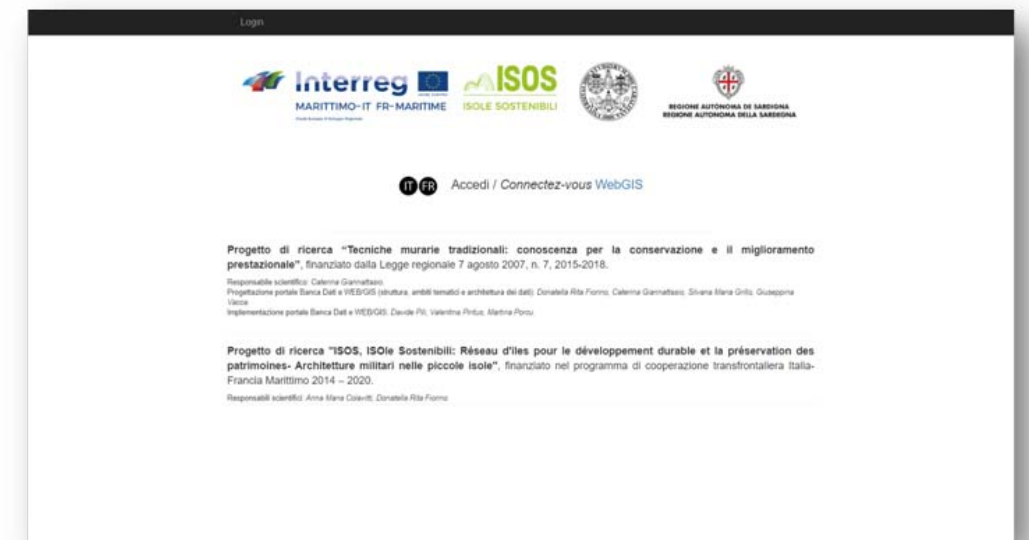 Login
Interreg
MARITTIMO-IT FR-MARITIME
ISOS
ISOLE SOSTENIBILI
REGIONE AUTÒNOMA DE SARDIGNA
REGIONE AUTONOMA DELLA SARDEGNA
IT FR Accedi / Connectez-vous WebGIS
Progetto di ricerca “Tecniche murarie tradizionali: conoscenza per la conservazione e il miglioramento
prestazionale”, finanziato dalla Legge regionale 7 agosto 2007, n. 7, 2015-2018.
Responsabile scientifico: Caterina Giannattasio.
Progettazione portale Banca Dati e WEB/GIS (struttura, ambiti tematici e architettura dei dati): Donatella Rita Fiorino, Caterina Giannattasio, Silvana Maria Grillo, Giuseppina
Vacca.
Implementazione portale Banca Dati e WEB/GIS: Davide Pili, Valentina Pintus, Martina Porcu.
Progetto di ricerca "ISOS, ISOle Sostenibili: Réseau d'îles pour le développement durable et la préservation des
patrimoines- Architetture militari nelle piccole isole", finanziato nel programma di cooperazione transfrontaliera Italia-
Francia Marittimo 2014 – 2020.
Responsabili scientifici: Anna Maria Colavitti, Donatella Rita Fiorino.